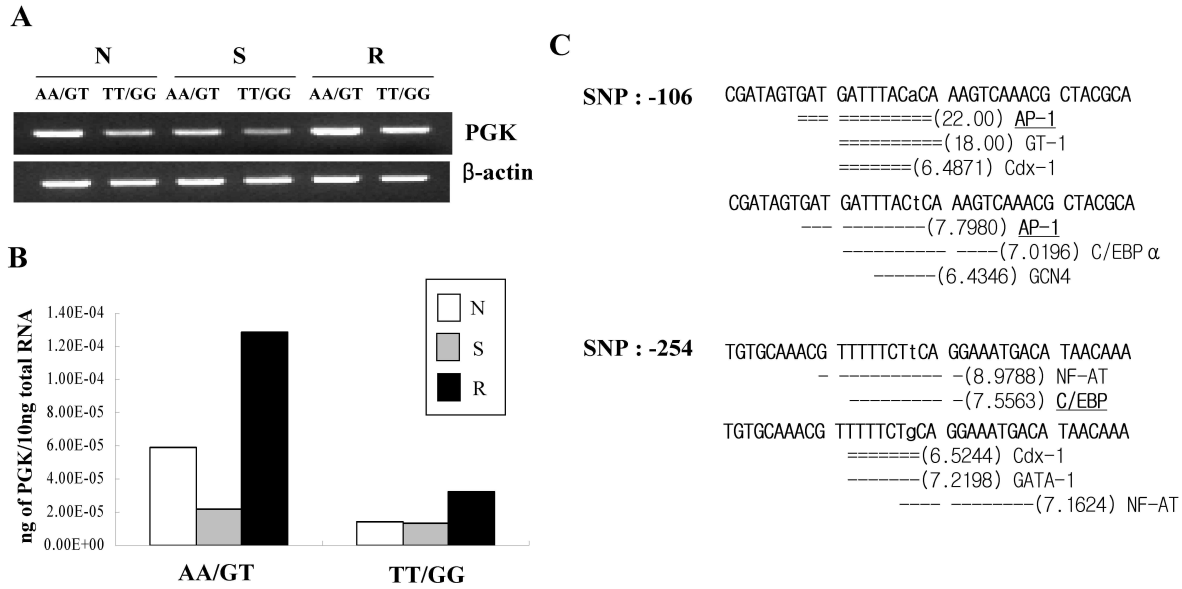 A
N S R
AA/GT TT/GG AA/GT TT/GG AA/GT TT/GG
PGK
β-actin
B
ng of PGK/10ng total RNA
1.40E-04
1.20E-04
1.00E-04
8.00E-05
6.00E-05
4.00E-05
2.00E-05
0.00E+00
N
S
R
AA/GT TT/GG
C
SNP : -106 CGATAGTGAT GATTTACaCA AAGTCAAACG CTACGCA
=== ==========(22.00) AP-1
===========(18.00) GT-1
=======(6.4871) Cdx-1
CGATAGTGAT GATTTACtCA AAGTCAAACG CTACGCA
--- --------(7.7980) AP-1
---------- ----(7.0196) C/EBP α
------(6.4346) GCN4
SNP : -254 TGTGCAAACG TTTTTCTtCA GGAAATGACA TAACAAA
- ---------- -(8.9788) NF-AT
--------- -(7.5563) C/EBP
TGTGCAAACG TTTTTCTgCA GGAAATGACA TAACAAA
=======(6.5244) Cdx-1
-------(7.2198) GATA-1
---- --------(7.1624) NF-AT